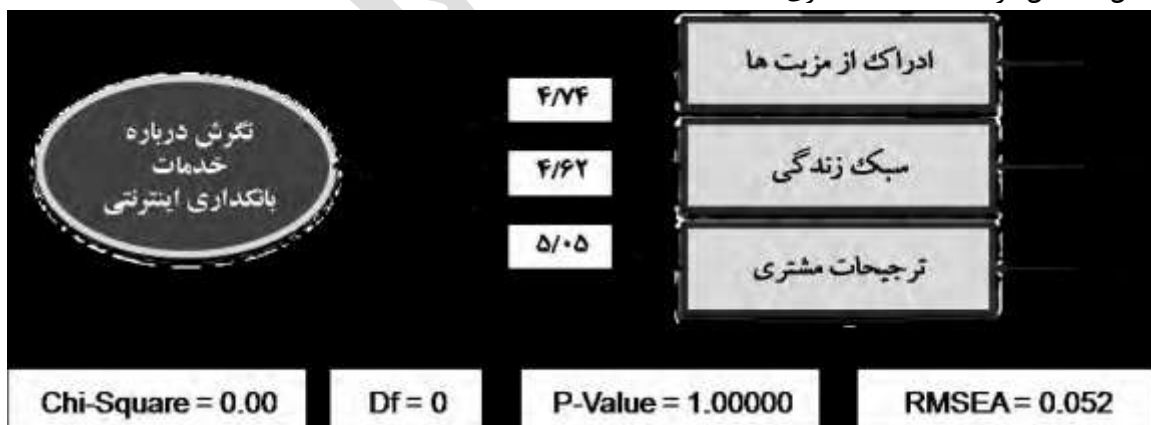 ادراک از مزیت ها
۴/۷۴
نگرش درباره
خدمات
بانکداری اینترنتی
سبک زندگی
۴/۶۲
ترجیحات مشتری
۵/۰۵
Chi-Square = 0.00
Df = 0
P-Value = 1.00000
RMSEA = 0.052